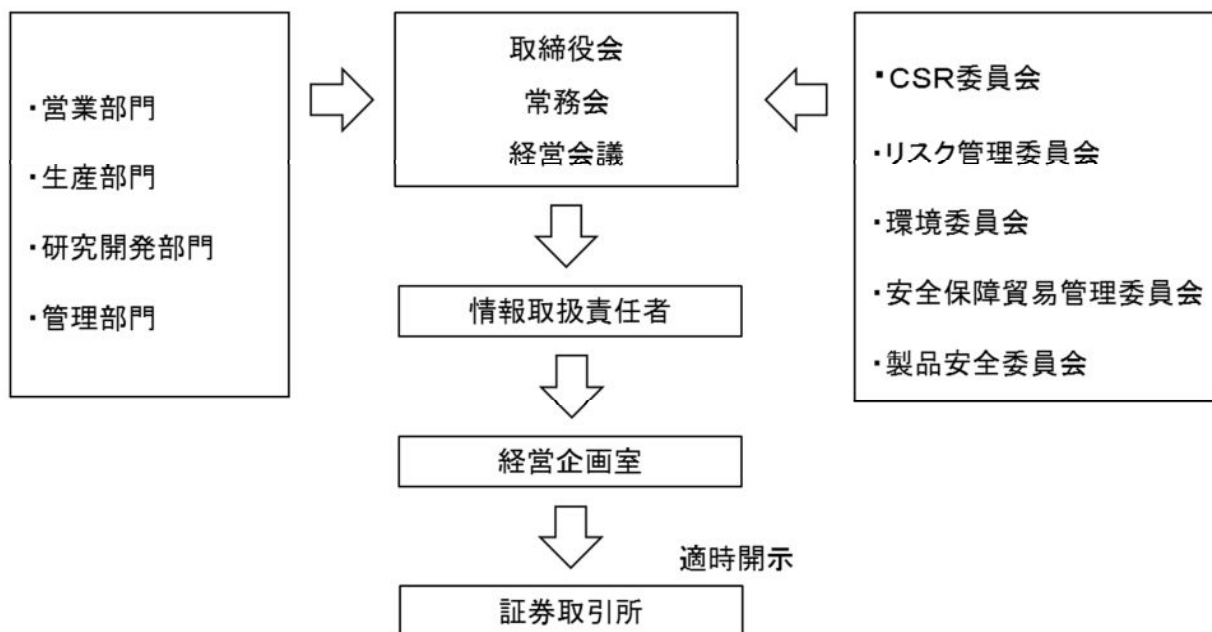 ・営業部門
・生産部門
・研究開発部門
・管理部門
取締役会
常務会
経営会議
・CSR委員会
・リスク管理委員会
・環境委員会
・安全保障貿易管理委員会
・製品安全委員会
情報取扱責任者
経営企画室
適時開示
証券取引所